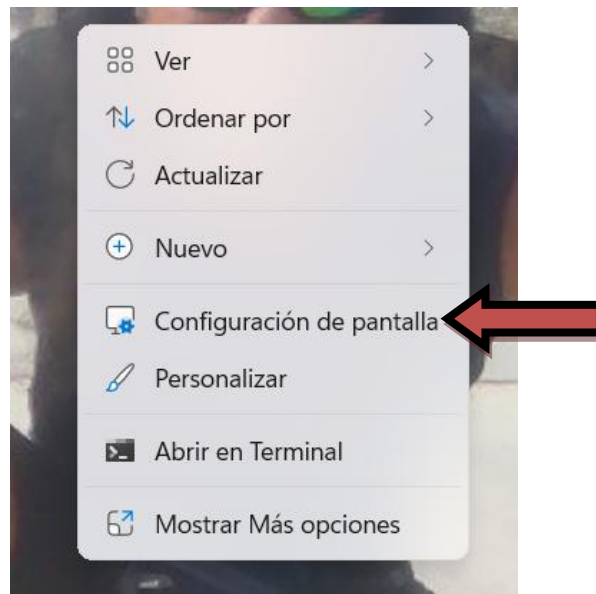 Ver
Ordenar por
Actualizar
Nuevo
Configuración de pantalla
Personalizar
Abrir en Terminal
Mostrar Más opciones